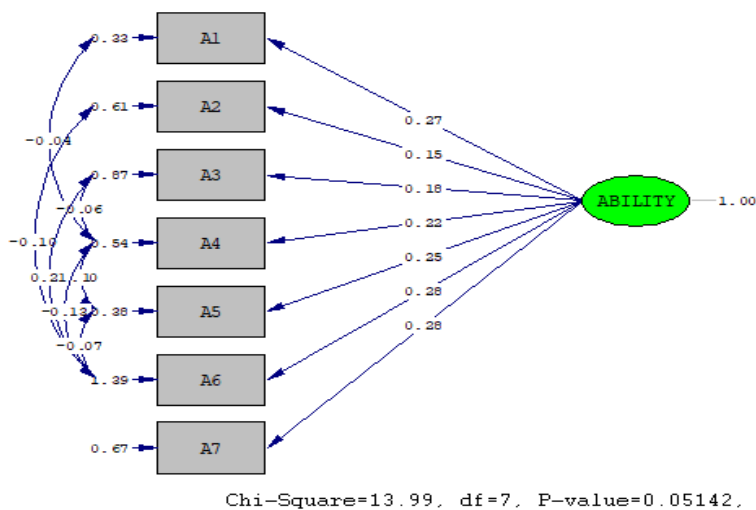 0.33 A1
0.27
0.61 A2
-0.04
0.15
0.87 A3
0.18
ABILITY 1.00
-0.06
0.22
-0.10
0.54 A4
0.25
0.21
-0.13
0.38 A5
0.28
0.28
-0.07
1.39 A6
0.67 A7
Chi-Square=13.99, df=7, P-value=0.05142,